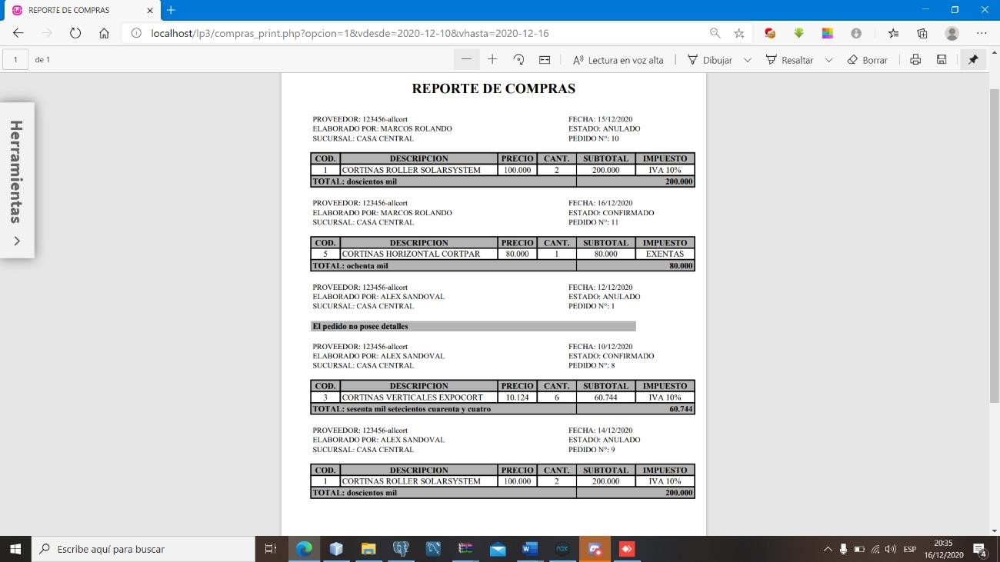 REPORTE DE COMPRAS
localhost/lp3/compras_print.php?opcion=1&vdesde=2020-12-10&vhasta=2020-12-16
1 de 1 Lectura en voz alta Dibujar Resaltar Borrar
Herramientas
REPORTE DE COMPRAS
PROVEEDOR: 123456-allcort FECHA: 15/12/2020
ELABORADO POR: MARCOS ROLANDO ESTADO: ANULADO
SUCURSAL: CASA CENTRAL PEDIDO N°: 10
COD. DESCRIPCION PRECIO CANT. SUBTOTAL IMPUESTO
1 CORTINAS ROLLER SOLARSYSTEM 100.000 2 200.000 IVA 10%
TOTAL: doscientos mil 200.000
PROVEEDOR: 123456-allcort FECHA: 16/12/2020
ELABORADO POR: MARCOS ROLANDO ESTADO: CONFIRMADO
SUCURSAL: CASA CENTRAL PEDIDO N°: 11
COD. DESCRIPCION PRECIO CANT. SUBTOTAL IMPUESTO
5 CORTINAS HORIZONTAL CORTPAR 80.000 1 80.000 EXENTAS
TOTAL: ochenta mil 80.000
PROVEEDOR: 123456-allcort FECHA: 12/12/2020
ELABORADO POR: ALEX SANDOVAL ESTADO: ANULADO
SUCURSAL: CASA CENTRAL PEDIDO N°: 1
El pedido no posee detalles
PROVEEDOR: 123456-allcort FECHA: 10/12/2020
ELABORADO POR: ALEX SANDOVAL ESTADO: CONFIRMADO
SUCURSAL: CASA CENTRAL PEDIDO N°: 8
COD. DESCRIPCION PRECIO CANT. SUBTOTAL IMPUESTO
3 CORTINAS VERTICALES EXPOCORT 10.124 6 60.744 IVA 10%
TOTAL: sesenta mil setecientos cuarenta y cuatro 60.744
PROVEEDOR: 123456-allcort FECHA: 14/12/2020
ELABORADO POR: ALEX SANDOVAL ESTADO: ANULADO
SUCURSAL: CASA CENTRAL PEDIDO N°: 9
COD. DESCRIPCION PRECIO CANT. SUBTOTAL IMPUESTO
1 CORTINAS ROLLER SOLARSYSTEM 100.000 2 200.000 IVA 10%
TOTAL: doscientos mil 200.000
Escribe aquí para buscar
nox
ESP
20:35
16/12/2020
4